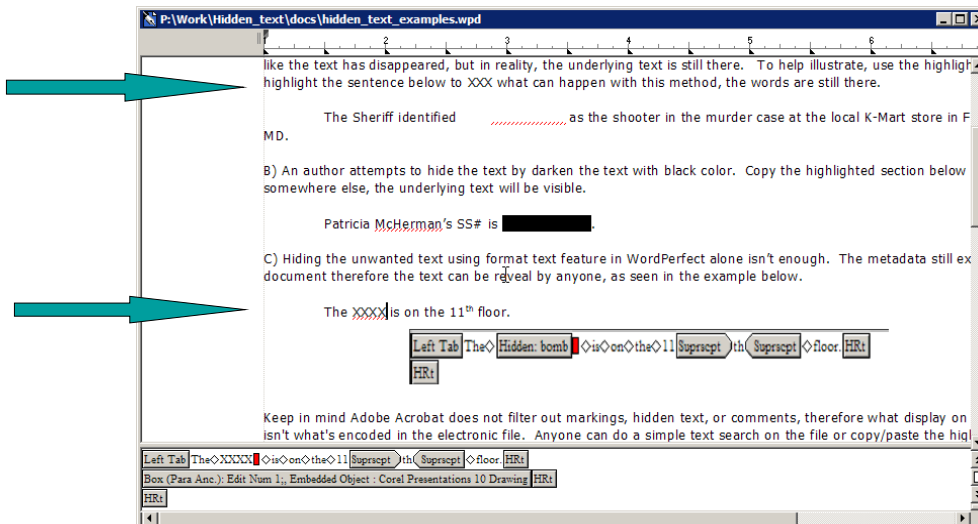 P:\Work\Hidden_text\docs\hidden_text_examples.wpd
1 2 3 4 5 6
like the text has disappeared, but in reality, the underlying text is still there. To help illustrate, use the highligh
highlight the sentence below to XXX what can happen with this method, the words are still there.
The Sheriff identified , as the shooter in the murder case at the local K-Mart store in F
MD.
B) An author attempts to hide the text by darken the text with black color. Copy the highlighted section below
somewhere else, the underlying text will be visible.
Patricia McHerman's SS# is .
C) Hiding the unwanted text using format text feature in WordPerfect alone isn't enough. The metadata still ex
document therefore the text can be reveal by anyone, as seen in the example below.
The XXXX is on the 11th floor.
Left Tab The◇ Hidden: bomb ◇is◇on◇the◇11 Suprscpt th Suprscpt ◇floor. HRt
HRt
Keep in mind Adobe Acrobat does not filter out markings, hidden text, or comments, therefore what display on
isn't what's encoded in the electronic file. Anyone can do a simple text search on the file or copy/paste the higl
Left Tab The◇XXXX ◇is◇on◇the◇11 Suprscpt th Suprscpt ◇floor. HRt
Box (Para Anc.): Edit Num 1;, Embedded Object : Corel Presentations 10 Drawing HRt
HRt